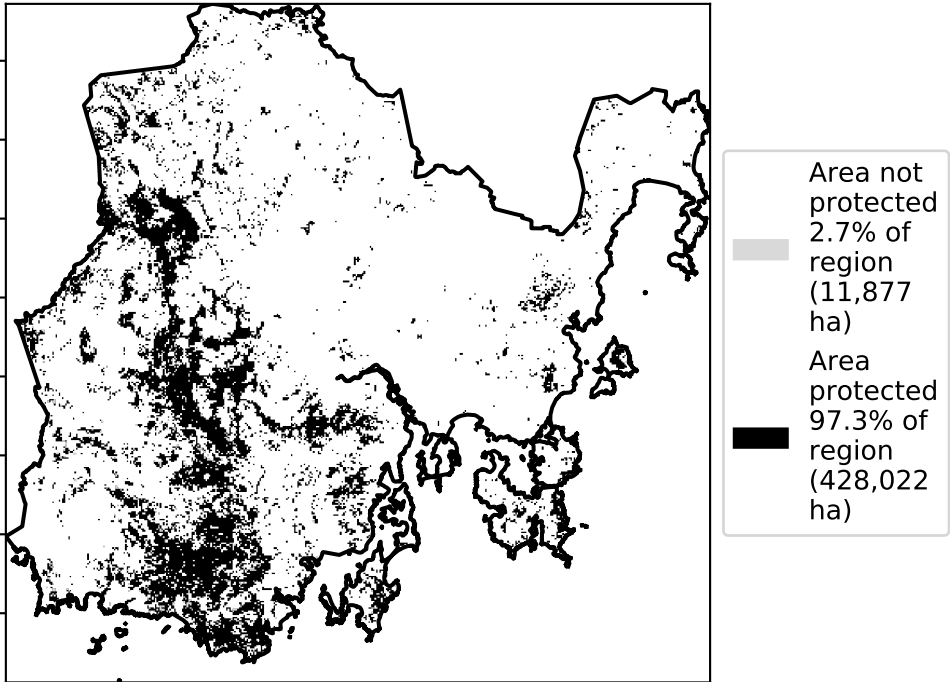 Area not
protected
2.7% of
region
(11,877
ha)
Area
protected
97.3% of
region
(428,022
ha)